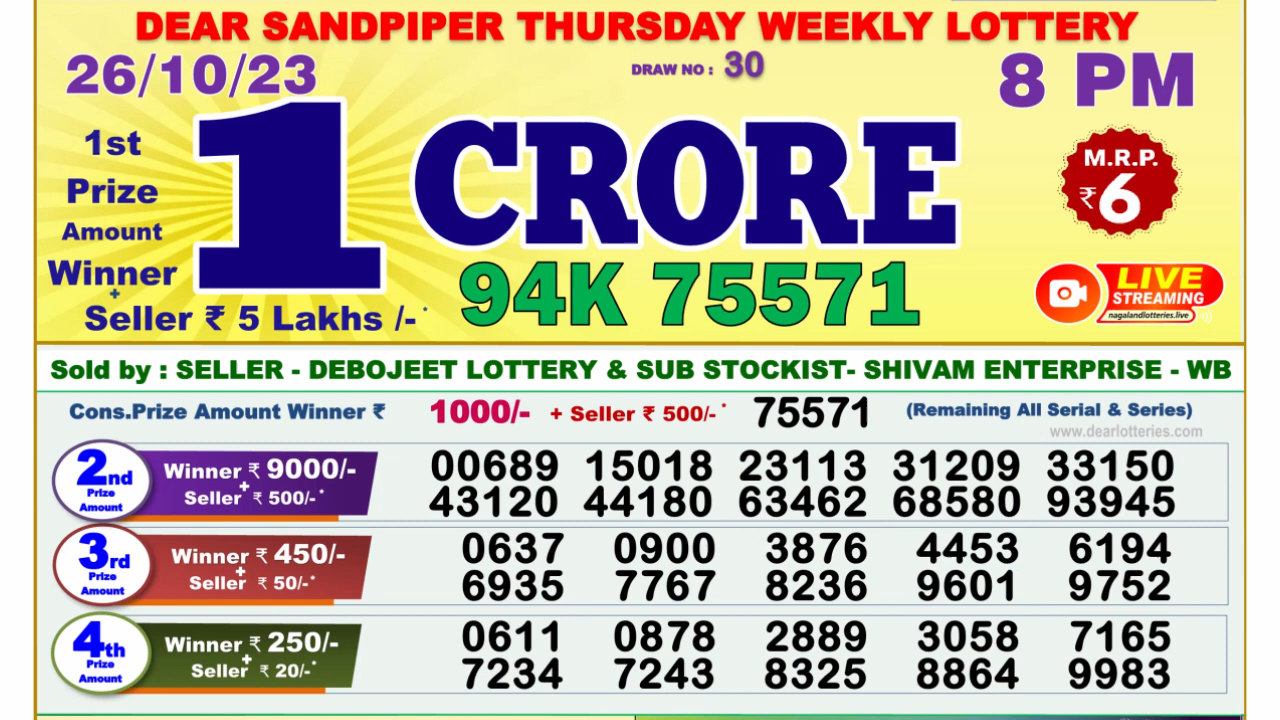 DEAR SANDPIPER THURSDAY WEEKLY LOTTERY
26/10/23
DRAW NO : 30
8 PM
1st
Prize
Amount
Winner
+
Seller ₹ 5 Lakhs /-*
1 CRORE
94K 75571
M.R.P.
₹6
LIVE
STREAMING
nagalandlotteries.live
Sold by : SELLER - DEBOJEET LOTTERY & SUB STOCKIST- SHIVAM ENTERPRISE - WB
Cons.Prize Amount Winner ₹ 1000/- + Seller ₹ 500/-* 75571 (Remaining All Serial & Series)
www.dearlotteries.com
2nd
Prize
Amount
Winner ₹ 9000/-
+
Seller ₹ 500/-*
00689 15018 23113 31209 33150
43120 44180 63462 68580 93945
3rd
Prize
Amount
Winner ₹ 450/-
+
Seller ₹ 50/-*
0637 0900 3876 4453 6194
6935 7767 8236 9601 9752
4th
Prize
Amount
Winner ₹ 250/-
+
Seller ₹ 20/-*
0611 0878 2889 3058 7165
7234 7243 8325 8864 9983